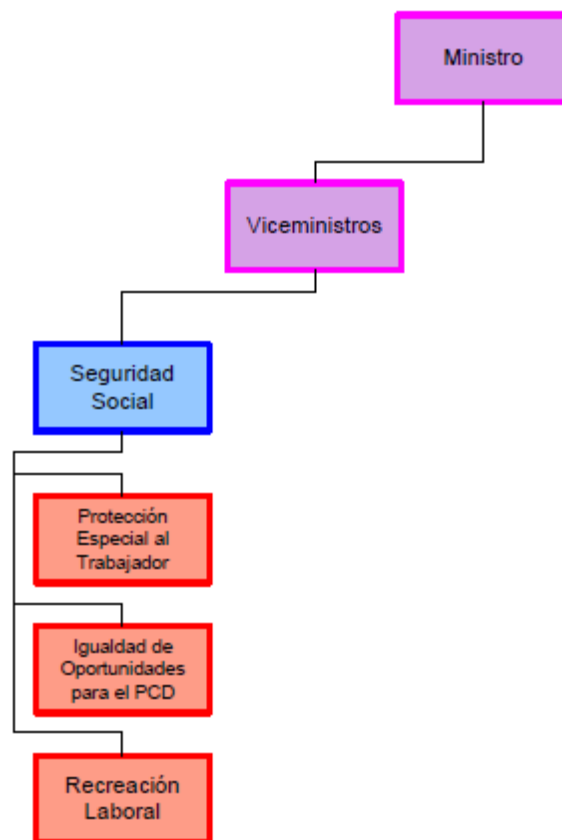 Ministro
Viceministros
Seguridad
Social
Protección
Especial al
Trabajador
Igualdad de
Oportunidades
para el PCD
Recreación
Laboral